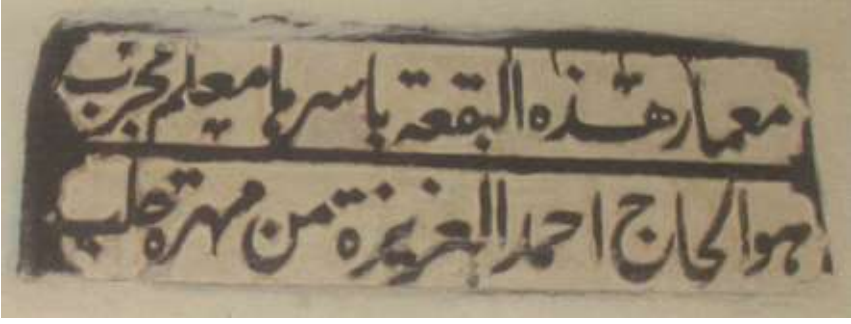 معمار هذه البقعة باسرها معلم مجرب
هو الحاج احمد العزيزة من مهرة حلب